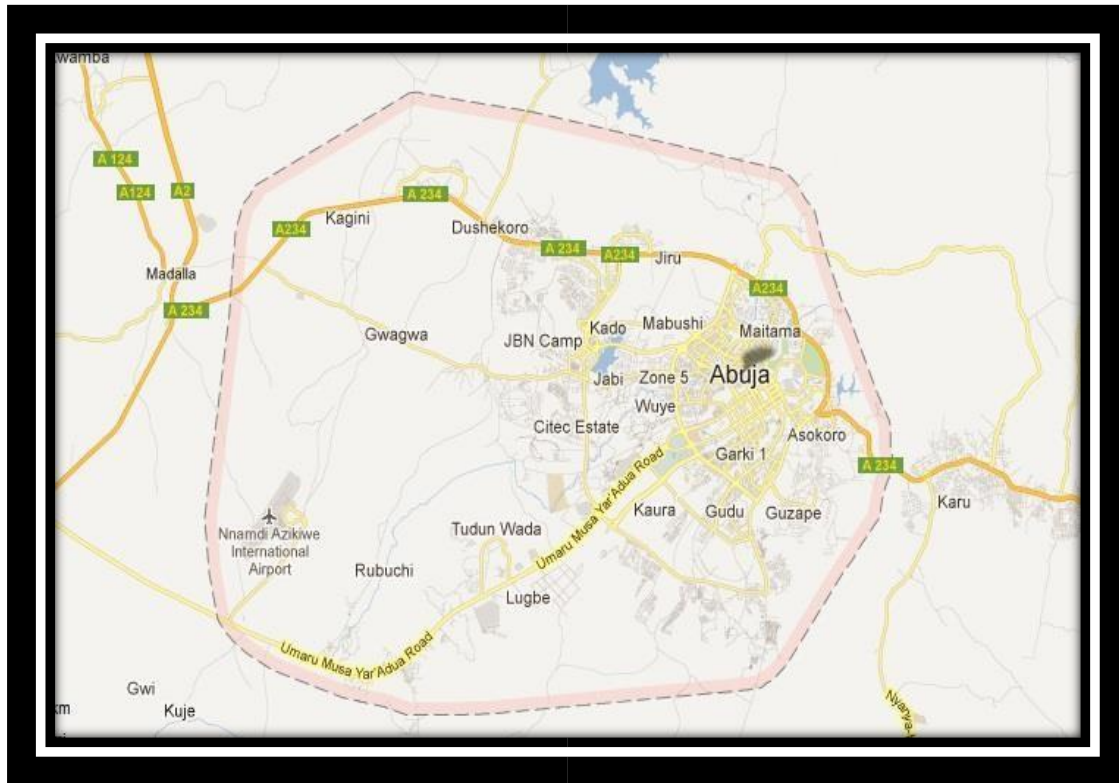 A 124
A124
A2
A 234
Kagini
A234
Dushekoro
A 234
A234
Jiru
Madalla
A234
A 234
Gwagwa
JBN Camp
Kado
Mabushi
Maitama
Jabi
Zone 5
Abuja
Wuye
Citec Estate
Asokoro
Garki 1
A 234
Umaru Musa Yar'Adua Road
Karu
Kaura
Gudu
Guzape
Tudun Wada
Nnamdi Azikiwe
International
Airport
Rubuchi
Lugbe
Umaru Musa Yar'Adua Road
Gwi
Kuje